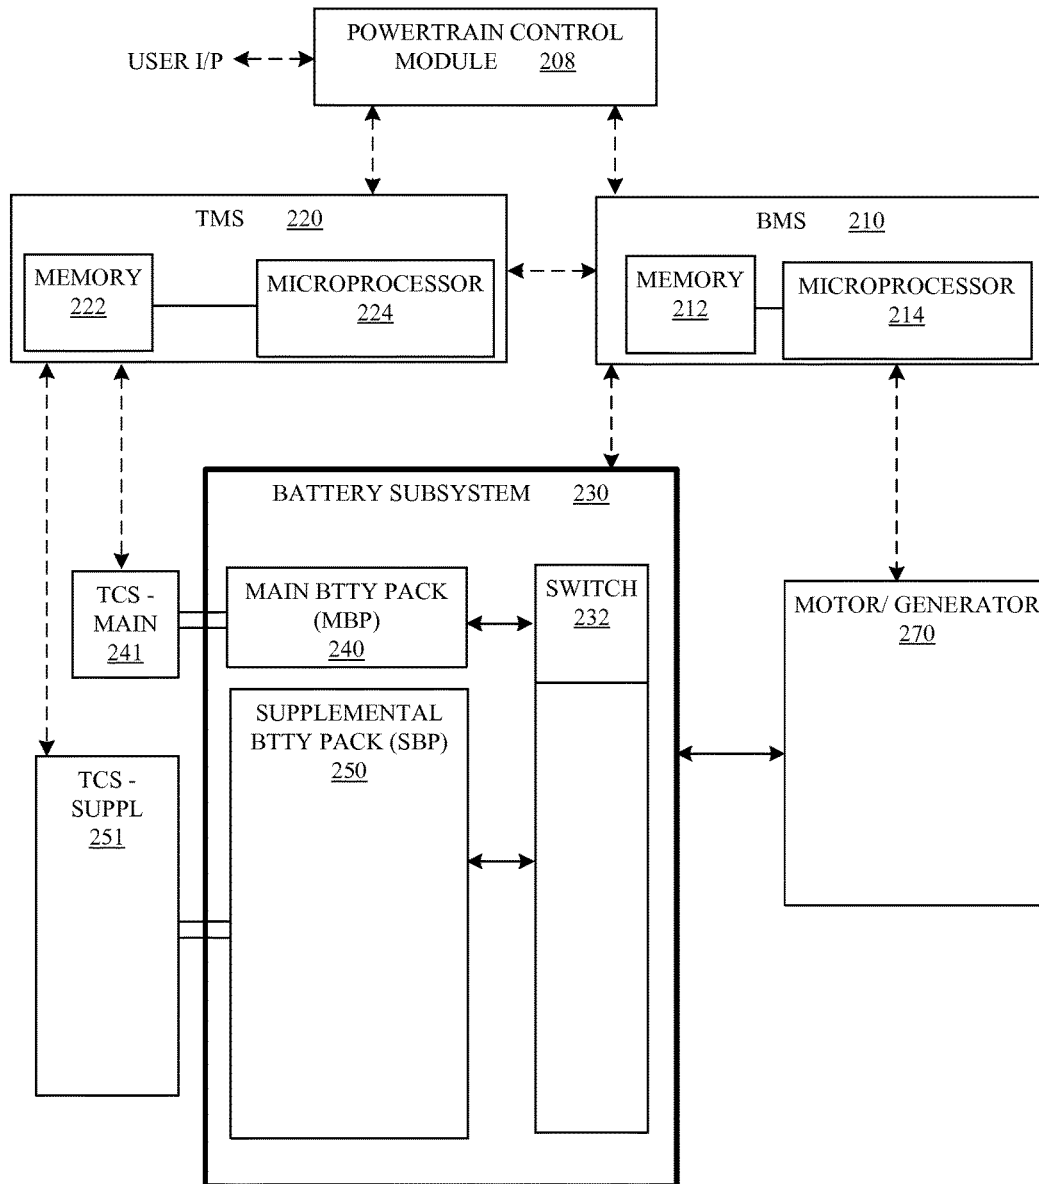 POWERTRAIN CONTROL
MODULE 208
USER I/P
TMS 220
MEMORY
222
MICROPROCESSOR
224
BMS 210
MEMORY
212
MICROPROCESSOR
214
BATTERY SUBSYSTEM 230
TCS -
MAIN
241
MAIN BTTY PACK
(MBP)
240
SWITCH
232
MOTOR/ GENERATOR
270
SUPPLEMENTAL
BTTY PACK (SBP)
250
TCS -
SUPPL
251